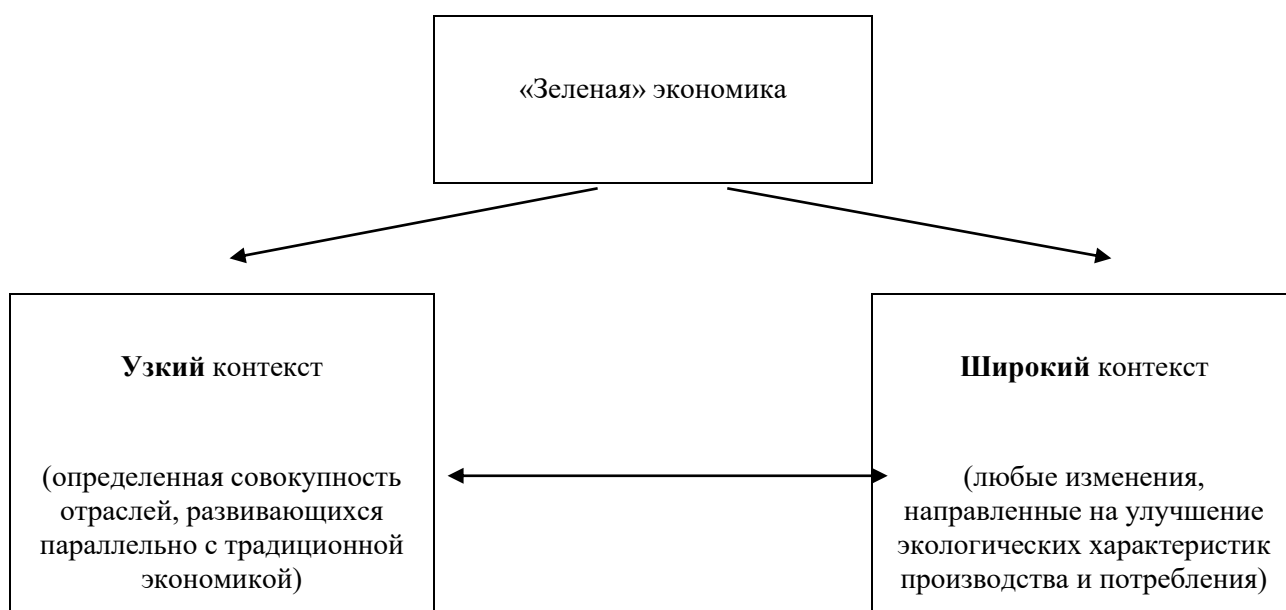 «Зеленая» экономика
Узкий контекст
(определенная совокупность
отраслей, развивающихся
параллельно с традиционной
экономикой)
Широкий контекст
(любые изменения,
направленные на улучшение
экологических характеристик
производства и потребления)